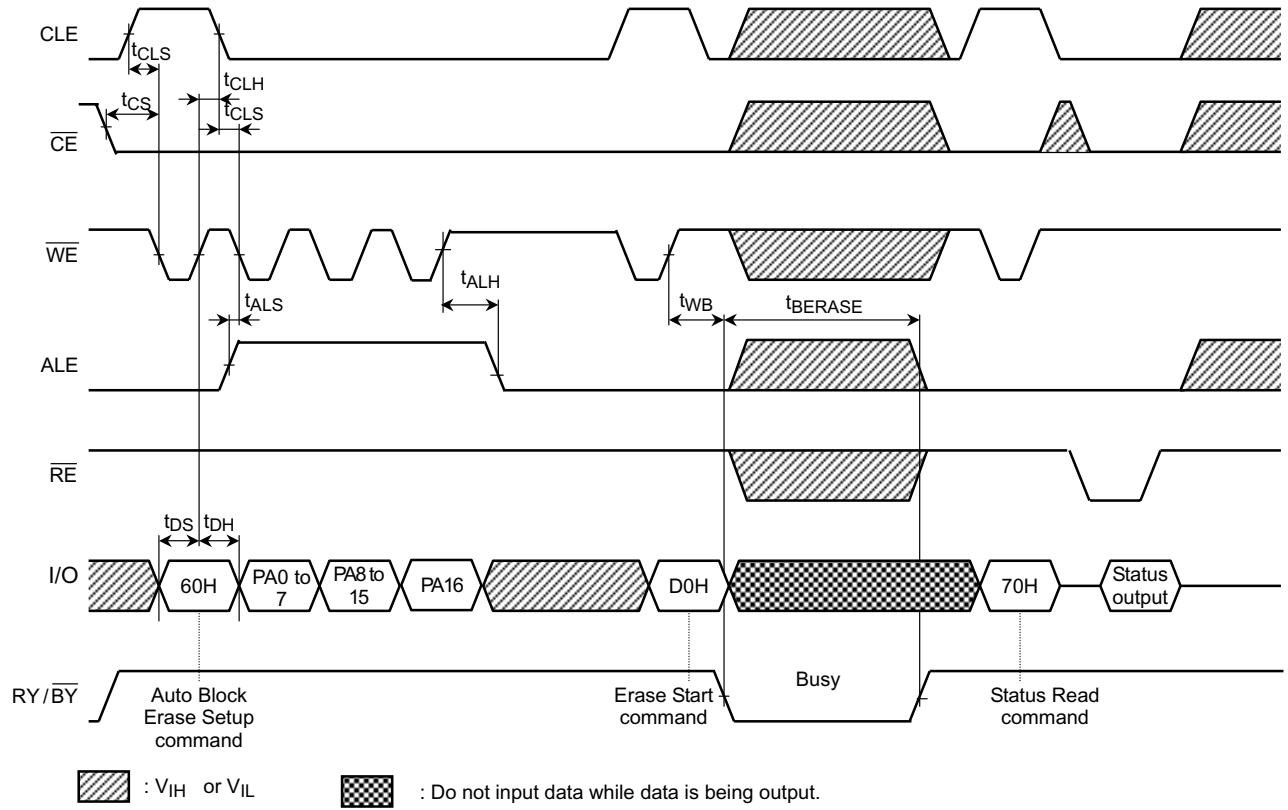 CLE
tCLS
tCLH
tCS
tCLS
CE
WE
tALH
tALS
tWB
tBERASE
ALE
RE
tDS
tDH
I/O
60H
PA0 to
7
PA8 to
15
PA16
D0H
70H
Status
output
RY/BY
Busy
Auto Block
Erase Setup
command
Erase Start
command
Status Read
command
: VIH or VIL
: Do not input data while data is being output.